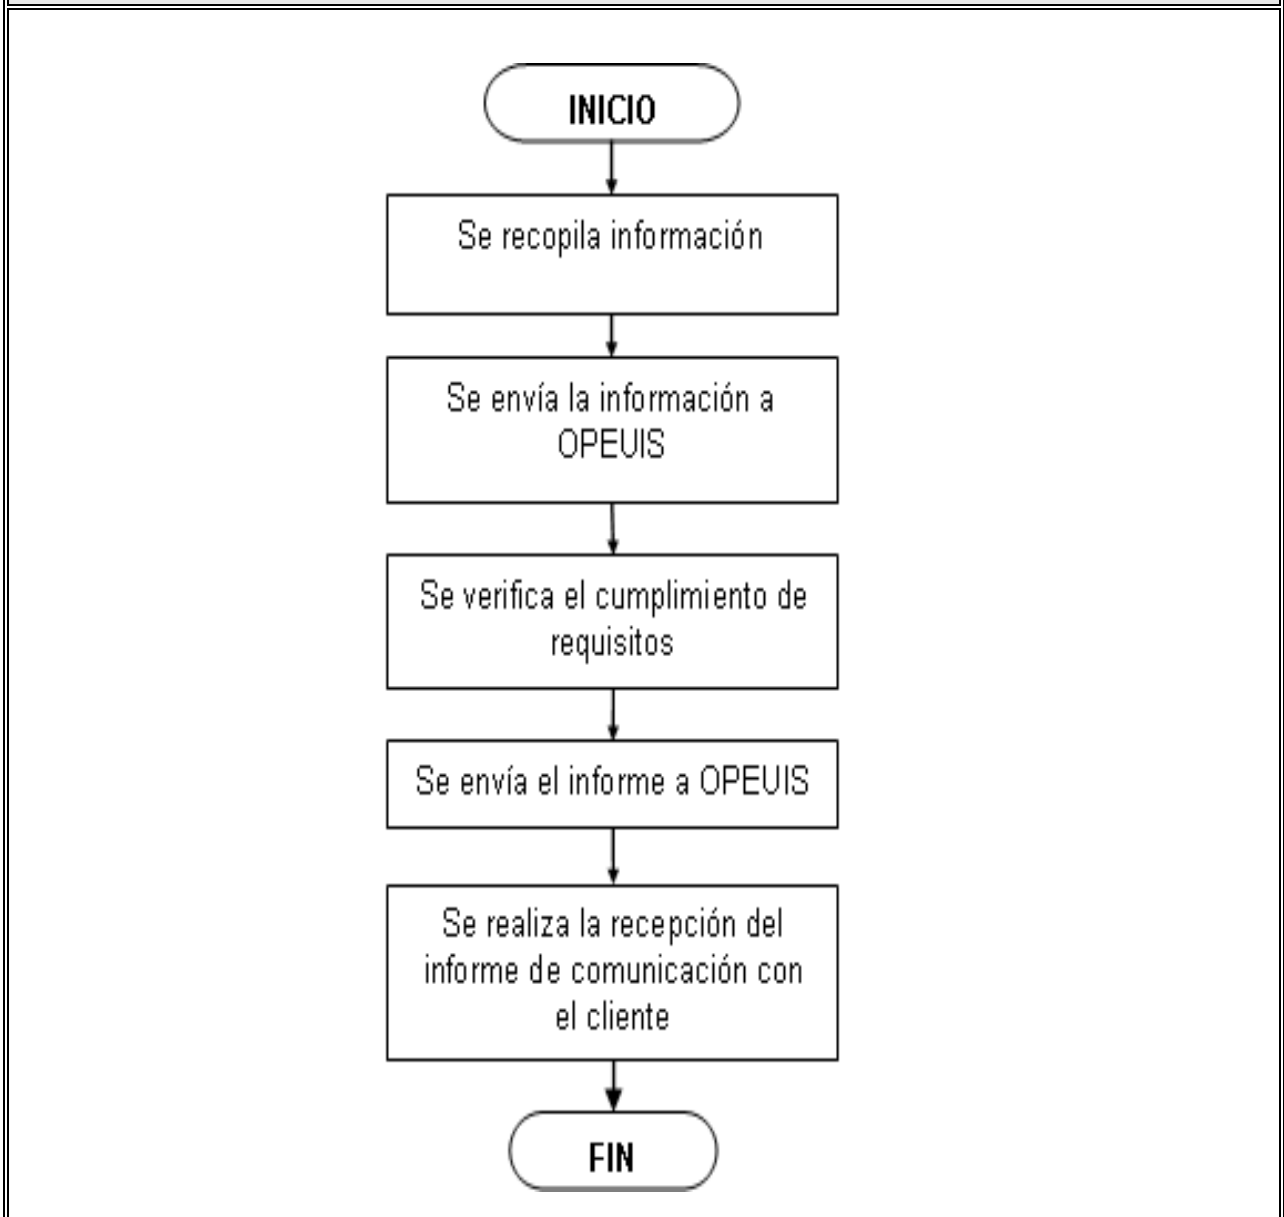 INICIO
Se recopila información
Se envía la información a
OPEUIS
Se verifica el cumplimiento de
requisitos
Se envía el informe a OPEUIS
Se realiza la recepción del
informe de comunicación con
el cliente
FIN